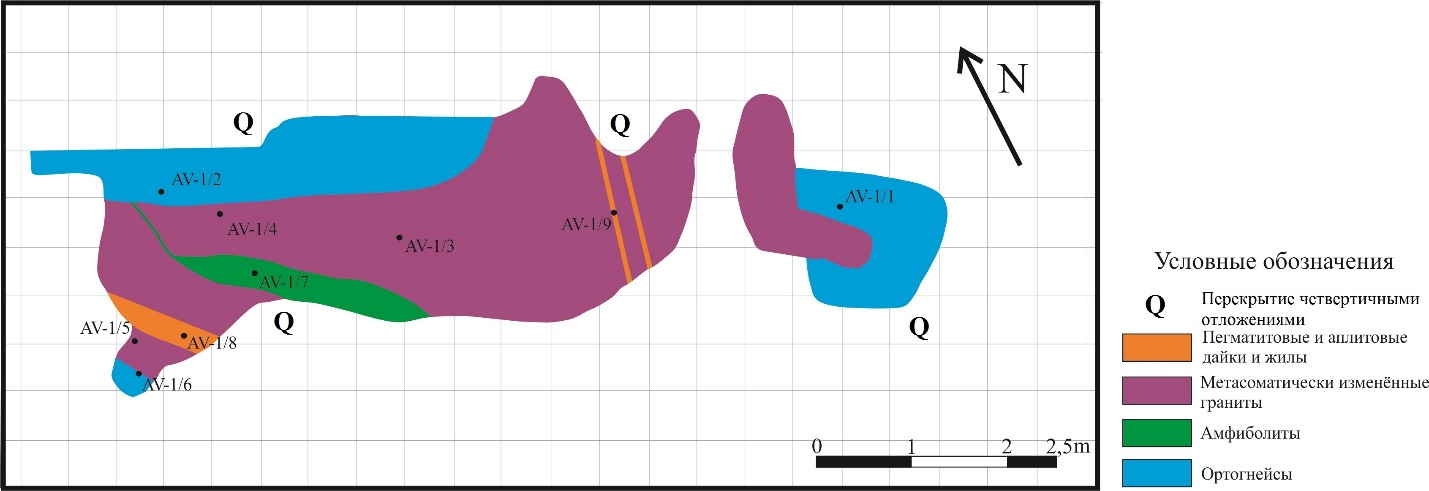 N
Q
Q
AV-1/2
AV-1/1
AV-1/4
AV-1/9
AV-1/3
AV-1/7
Q
Q
AV-1/5
AV-1/8
AV-1/6
0 1 2 2,5m
Условные обозначения
Q
Перекрытие четвертичными
отложениями
Пегматитовые и аплитовые
дайки и жилы
Метасоматически изменённые
граниты
Амфиболиты
Ортогнейсы